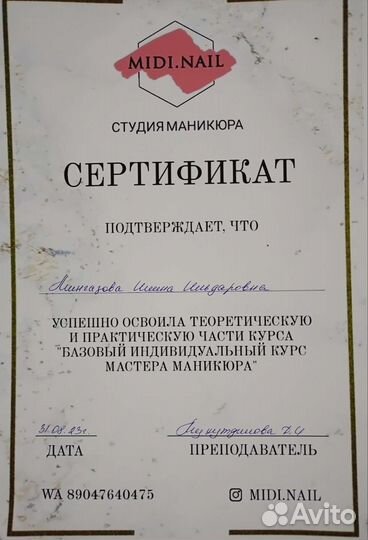 MIDI.NAIL
СТУДИЯ МАНИКЮРА
СЕРТИФИКАТ
ПОДТВЕРЖДАЕТ, ЧТО
Ильдаровна
УСПЕШНО ОСВОИЛА ТЕОРЕТИЧЕСКУЮ
И ПРАКТИЧЕСКУЮ ЧАСТИ КУРСА
"БАЗОВЫЙ ИНДИВИДУАЛЬНЫЙ КУРС
МАСТЕРА МАНИКЮРА"
31.08.23г.
ДАТА ПРЕПОДАВАТЕЛЬ
WA 89047640475 MIDI.NAIL
Avito